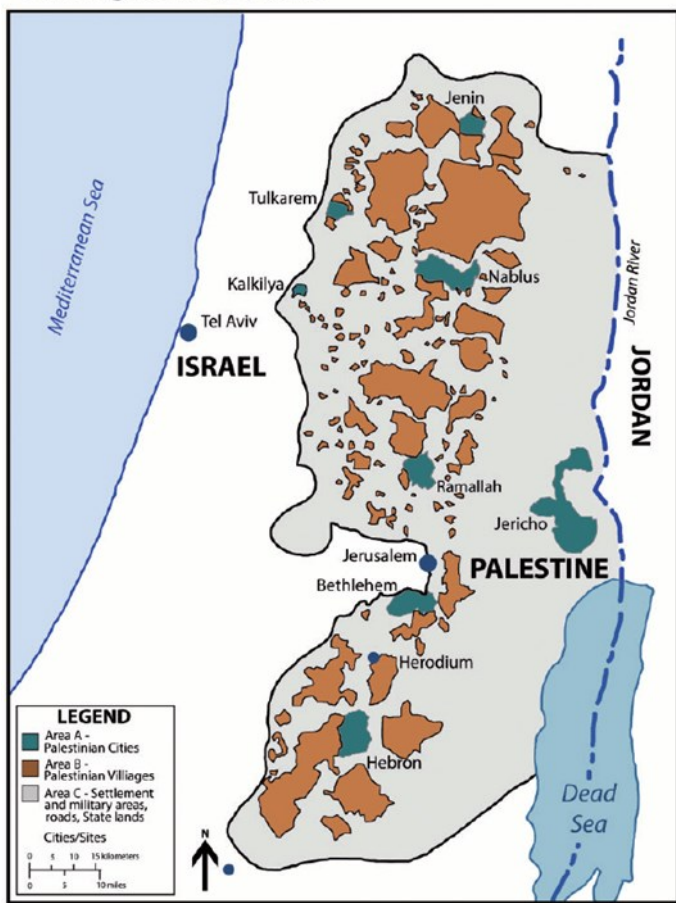 Jenin
Tulkarem
Mediterranean Sea
Nablus
Kalkilya
Jordan River
Tel Aviv
ISRAEL
JORDAN
Ramallah
Jericho
Jerusalem
PALESTINE
Bethlehem
Herodium
LEGEND
Area A -
Palestinian Cities
Area B -
Palestinian Villiages
Area C - Settlement
and military areas,
roads, State lands
Hebron
Dead
Sea
Cities/Sites
N
0 5 10 15 kilometers
0 5 10 miles